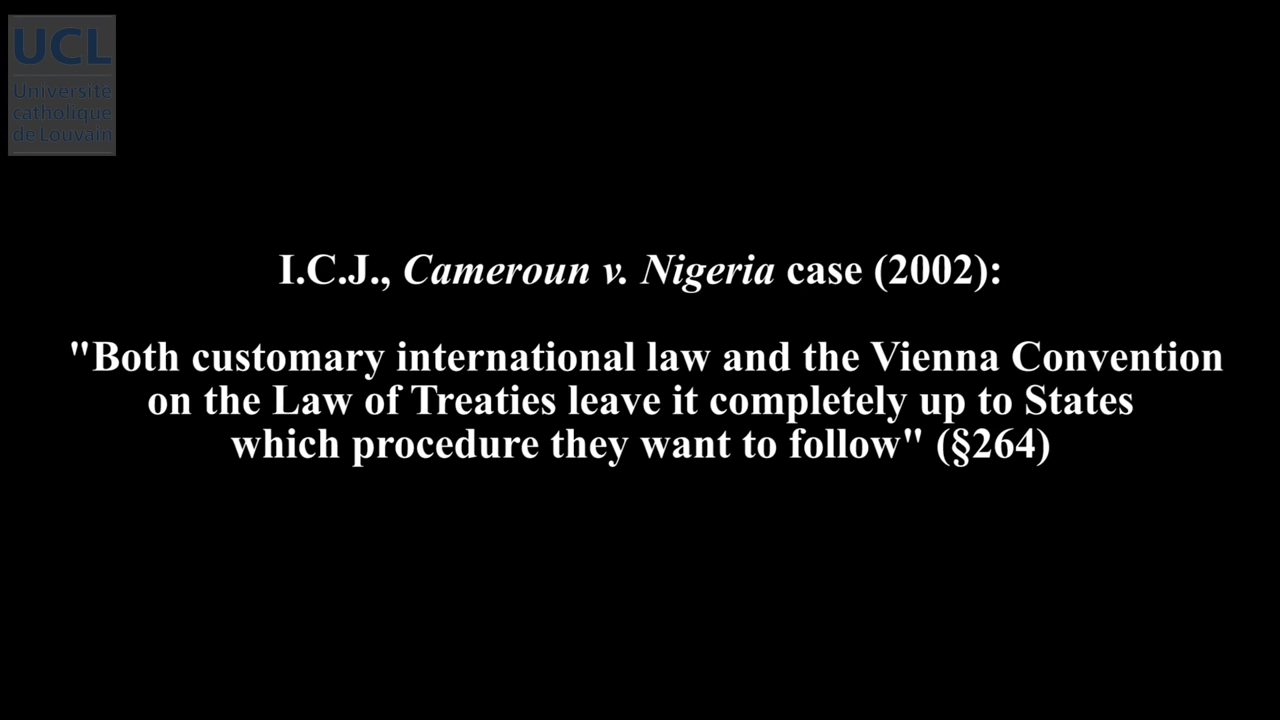 UCL
Université
catholique
de Louvain
I.C.J., Cameroun v. Nigeria case (2002):
"Both customary international law and the Vienna Convention
on the Law of Treaties leave it completely up to States
which procedure they want to follow" (§264)